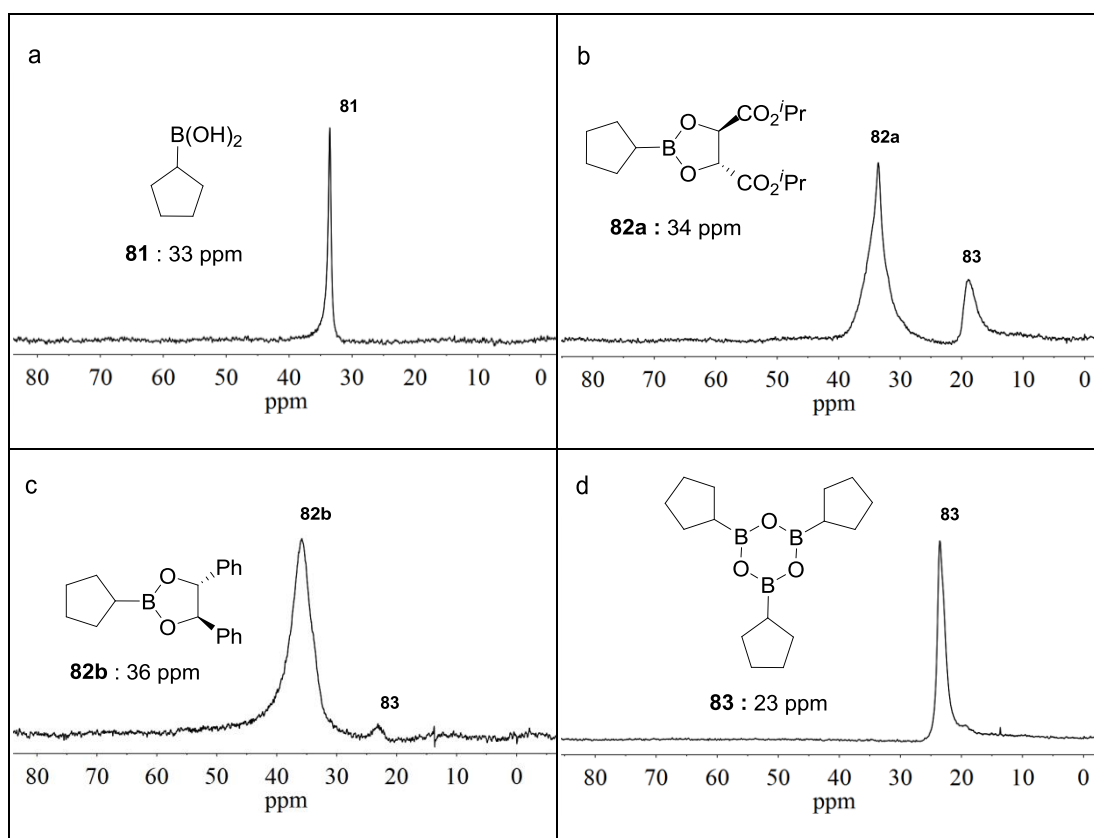 a
81
B(OH)2
81 : 33 ppm
80 70 60 50 40 30 20 10 0
ppm
b
82a
O
CO2iPr
B
O
CO2iPr
82a : 34 ppm
83
80 70 60 50 40 30 20 10 0
ppm
c
82b
O
Ph
B
O
Ph
82b : 36 ppm
83
80 70 60 50 40 30 20 10 0
ppm
d
83
O
B
B
O
O
B
83 : 23 ppm
80 70 60 50 40 30 20 10 0
ppm